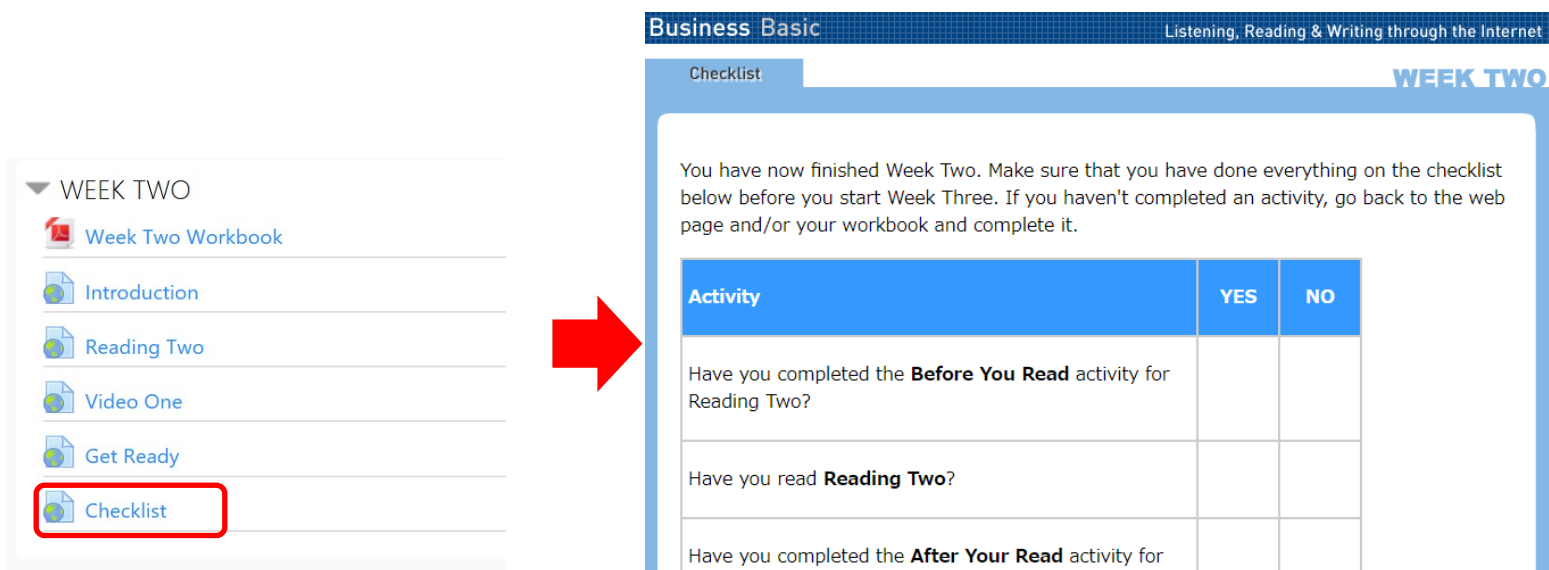 WEEK TWO
Week Two Workbook
Introduction
Reading Two
Video One
Get Ready
Checklist
Business Basic
Listening, Reading & Writing through the Internet
Checklist
WEEK TWO
You have now finished Week Two. Make sure that you have done everything on the checklist
below before you start Week Three. If you haven't completed an activity, go back to the web
page and/or your workbook and complete it.
Activity YES NO
Have you completed the Before You Read activity for
Reading Two?
Have you read Reading Two?
Have you completed the After Your Read activity for